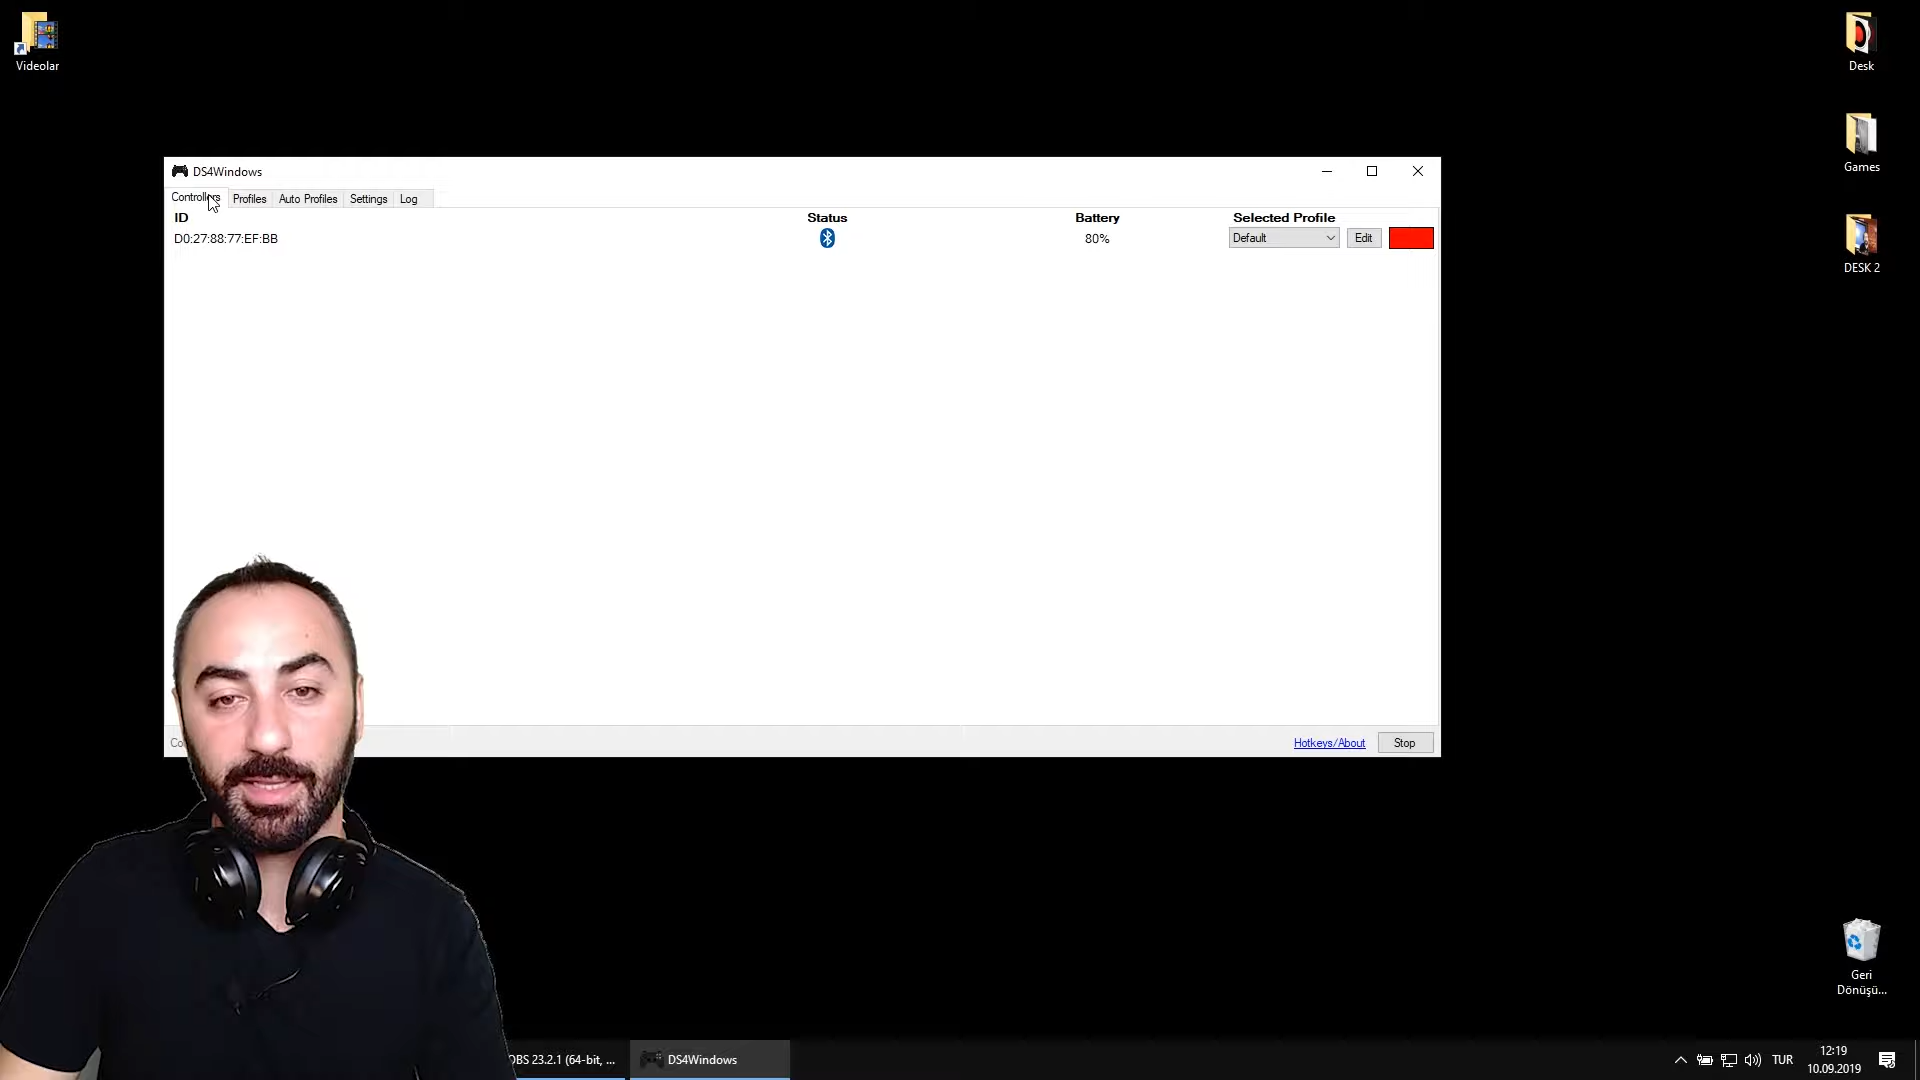 Videolar
Desk
Games
DESK 2
DS4Windows
Controllers Profiles Auto Profiles Settings Log
ID Status Battery Selected Profile
D0:27:88:77:EF:BB 80% Default Edit
Hotkeys/About Stop
Geri
Dönüşü...
OBS 23.2.1 (64-bit, ... DS4Windows
TUR 12:19
10.09.2019